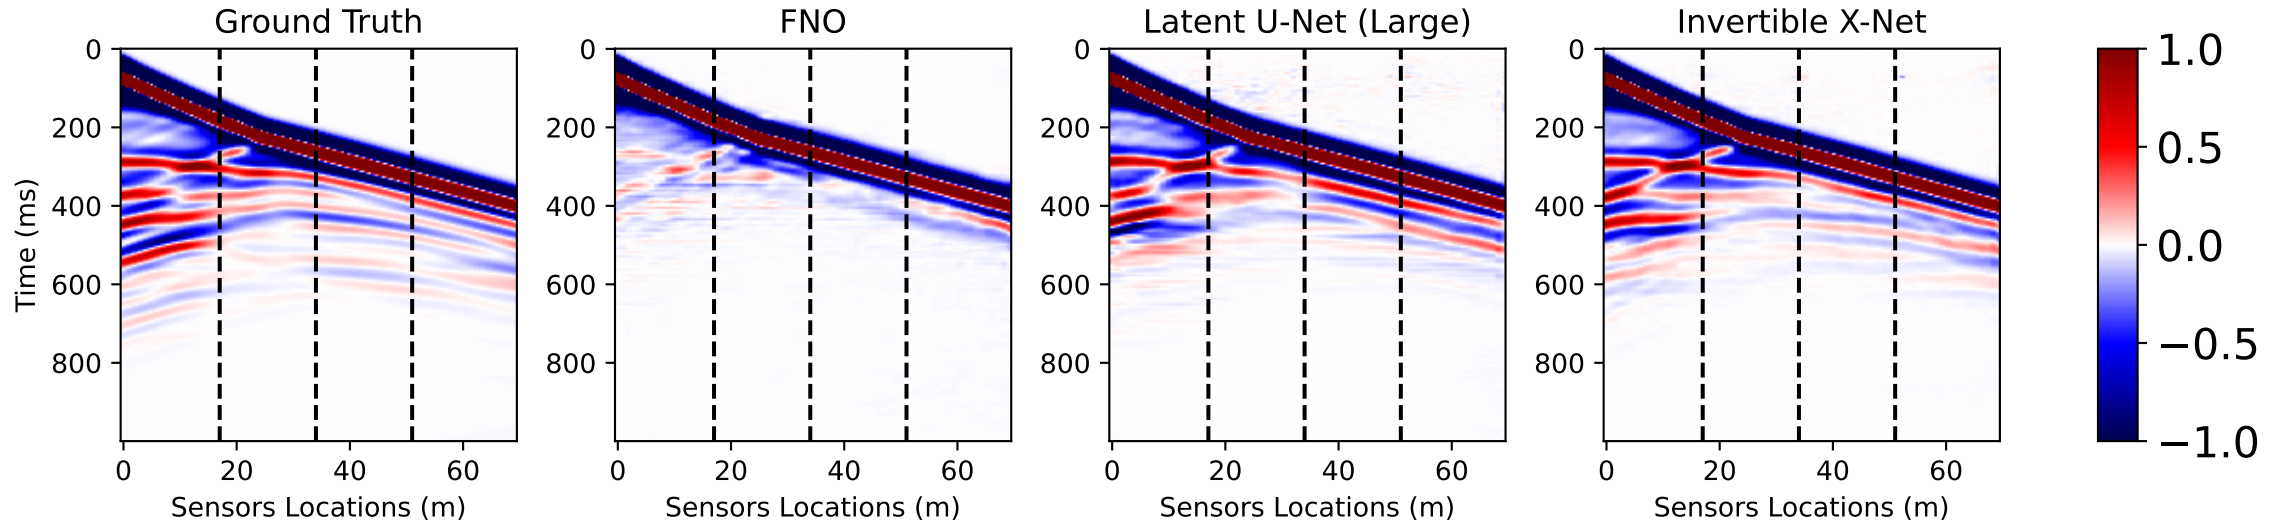 Ground Truth
FNO
Latent U-Net (Large)
Invertible X-Net
0
200
400
600
800
0
200
400
600
800
0
200
400
600
800
0
200
400
600
800
1.0
0.5
0.0
−0.5
−1.0
Time (ms)
0 20 40 60
0 20 40 60
0 20 40 60
0 20 40 60
Sensors Locations (m)
Sensors Locations (m)
Sensors Locations (m)
Sensors Locations (m)